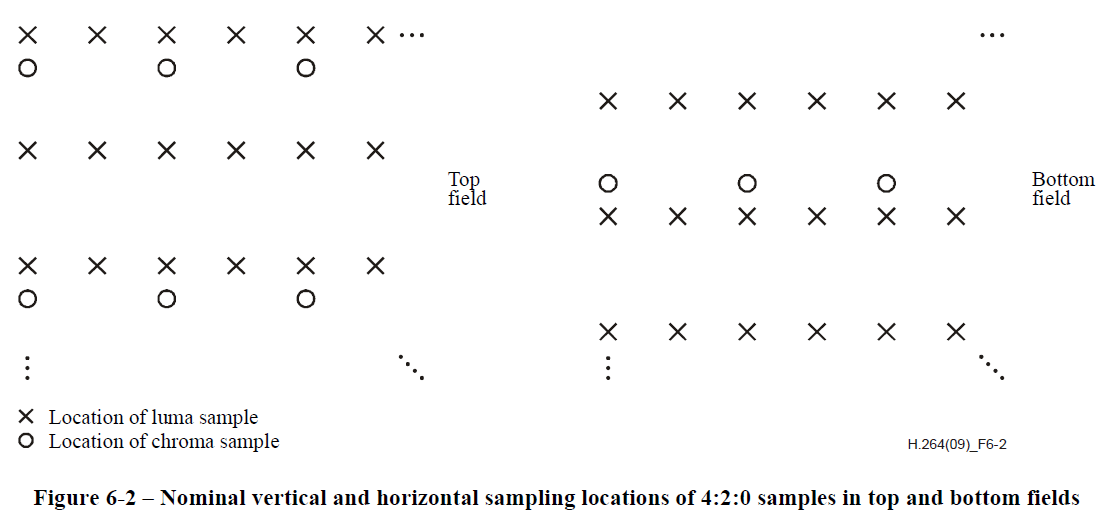 Top
field
Bottom
field
Location of luma sample
Location of chroma sample
H.264(09)_F6-2
Figure 6-2 – Nominal vertical and horizontal sampling locations of 4:2:0 samples in top and bottom fields